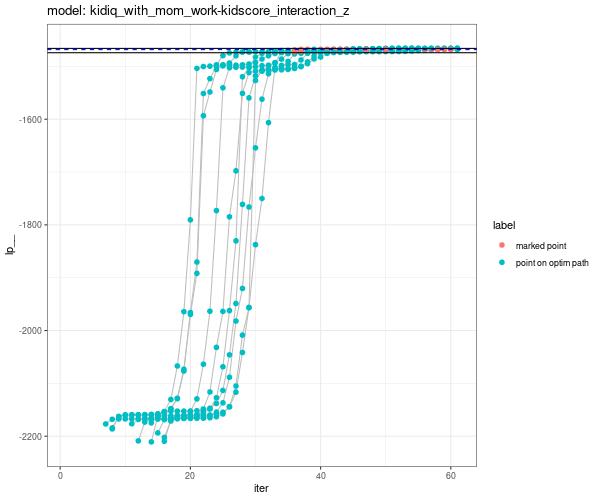 model: kidiq_with_mom_work-kidscore_interaction_z
lp__
-1600
-1800
-2000
-2200
0 20 40 60
iter
label
marked point
point on optim path